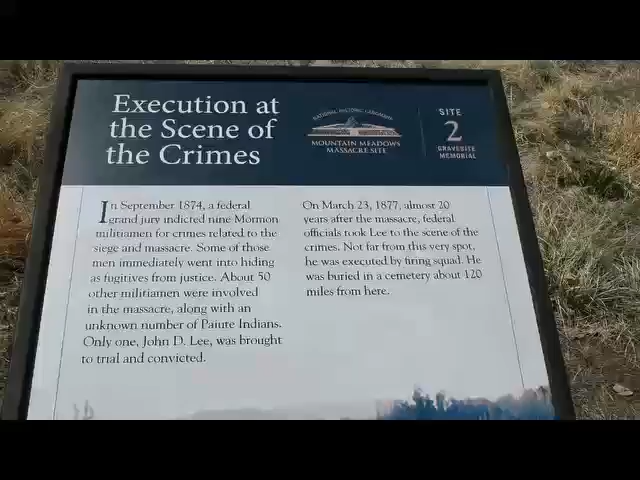 Execution at
the Scene of
the Crimes
NATIONAL HISTORIC LANDMARK
MOUNTAIN MEADOWS
MASSACRE SITE
SITE
2
GRAVESITE
MEMORIAL
In September 1874, a federal
grand jury indicted nine Mormon
militiamen for crimes related to the
siege and massacre. Some of those
men immediately went into hiding
as fugitives from justice. About 50
other militiamen were involved
in the massacre, along with an
unknown number of Paiute Indians.
Only one, John D. Lee, was brought
to trial and convicted.
On March 23, 1877, almost 20
years after the massacre, federal
officials took Lee to the scene of the
crimes. Not far from this very spot,
he was executed by firing squad. He
was buried in a cemetery about 120
miles from here.